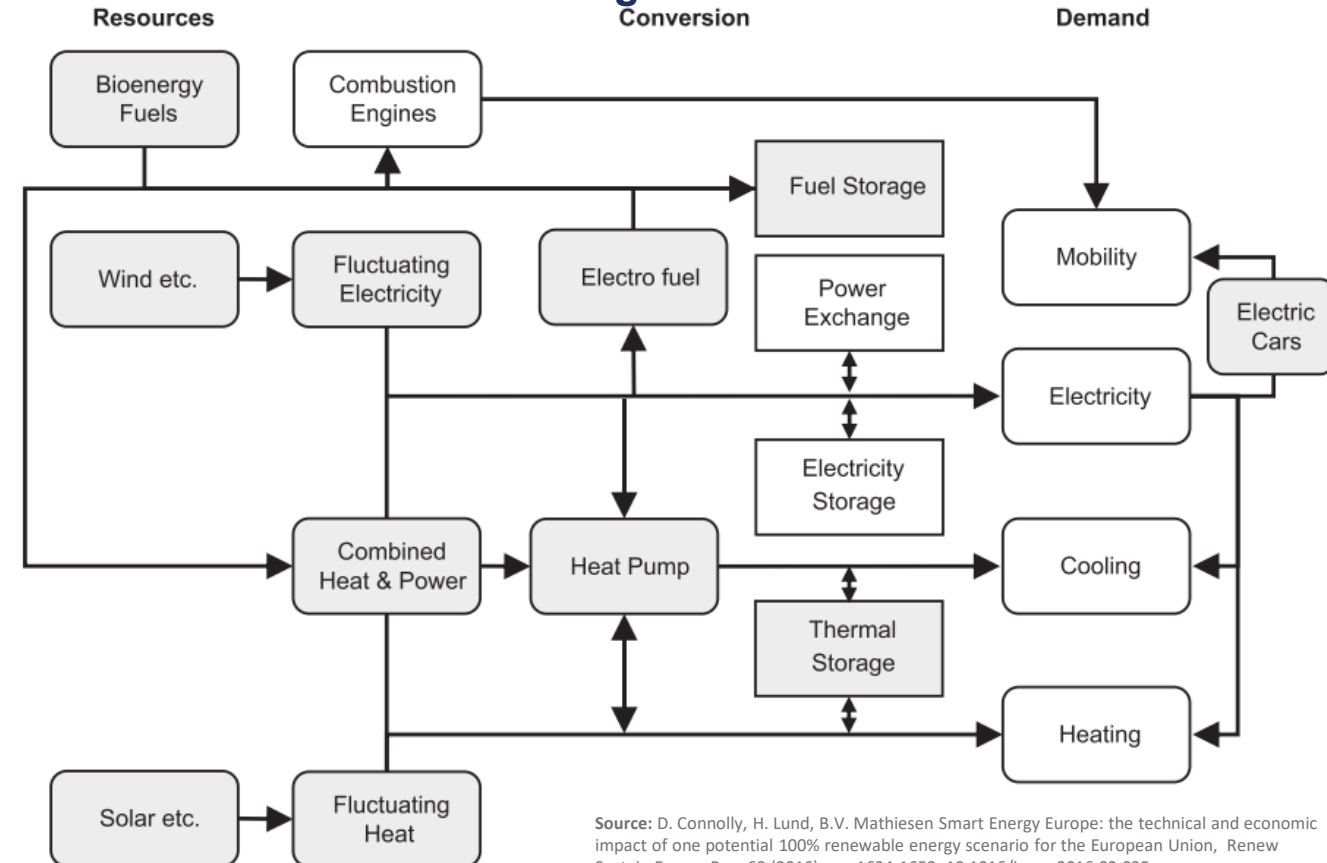 Resources
Conversion
Demand
Bioenergy
Fuels
Combustion
Engines
Fuel Storage
Wind etc.
Fluctuating
Electricity
Electro fuel
Power
Exchange
Mobility
Electric
Cars
Electricity
Electricity
Storage
Combined
Heat & Power
Heat Pump
Cooling
Thermal
Storage
Heating
Solar etc.
Fluctuating
Heat
Source: D. Connolly, H. Lund, B.V. Mathiesen Smart Energy Europe: the technical and economic
impact of one potential 100% renewable energy scenario for the European Union, Renew